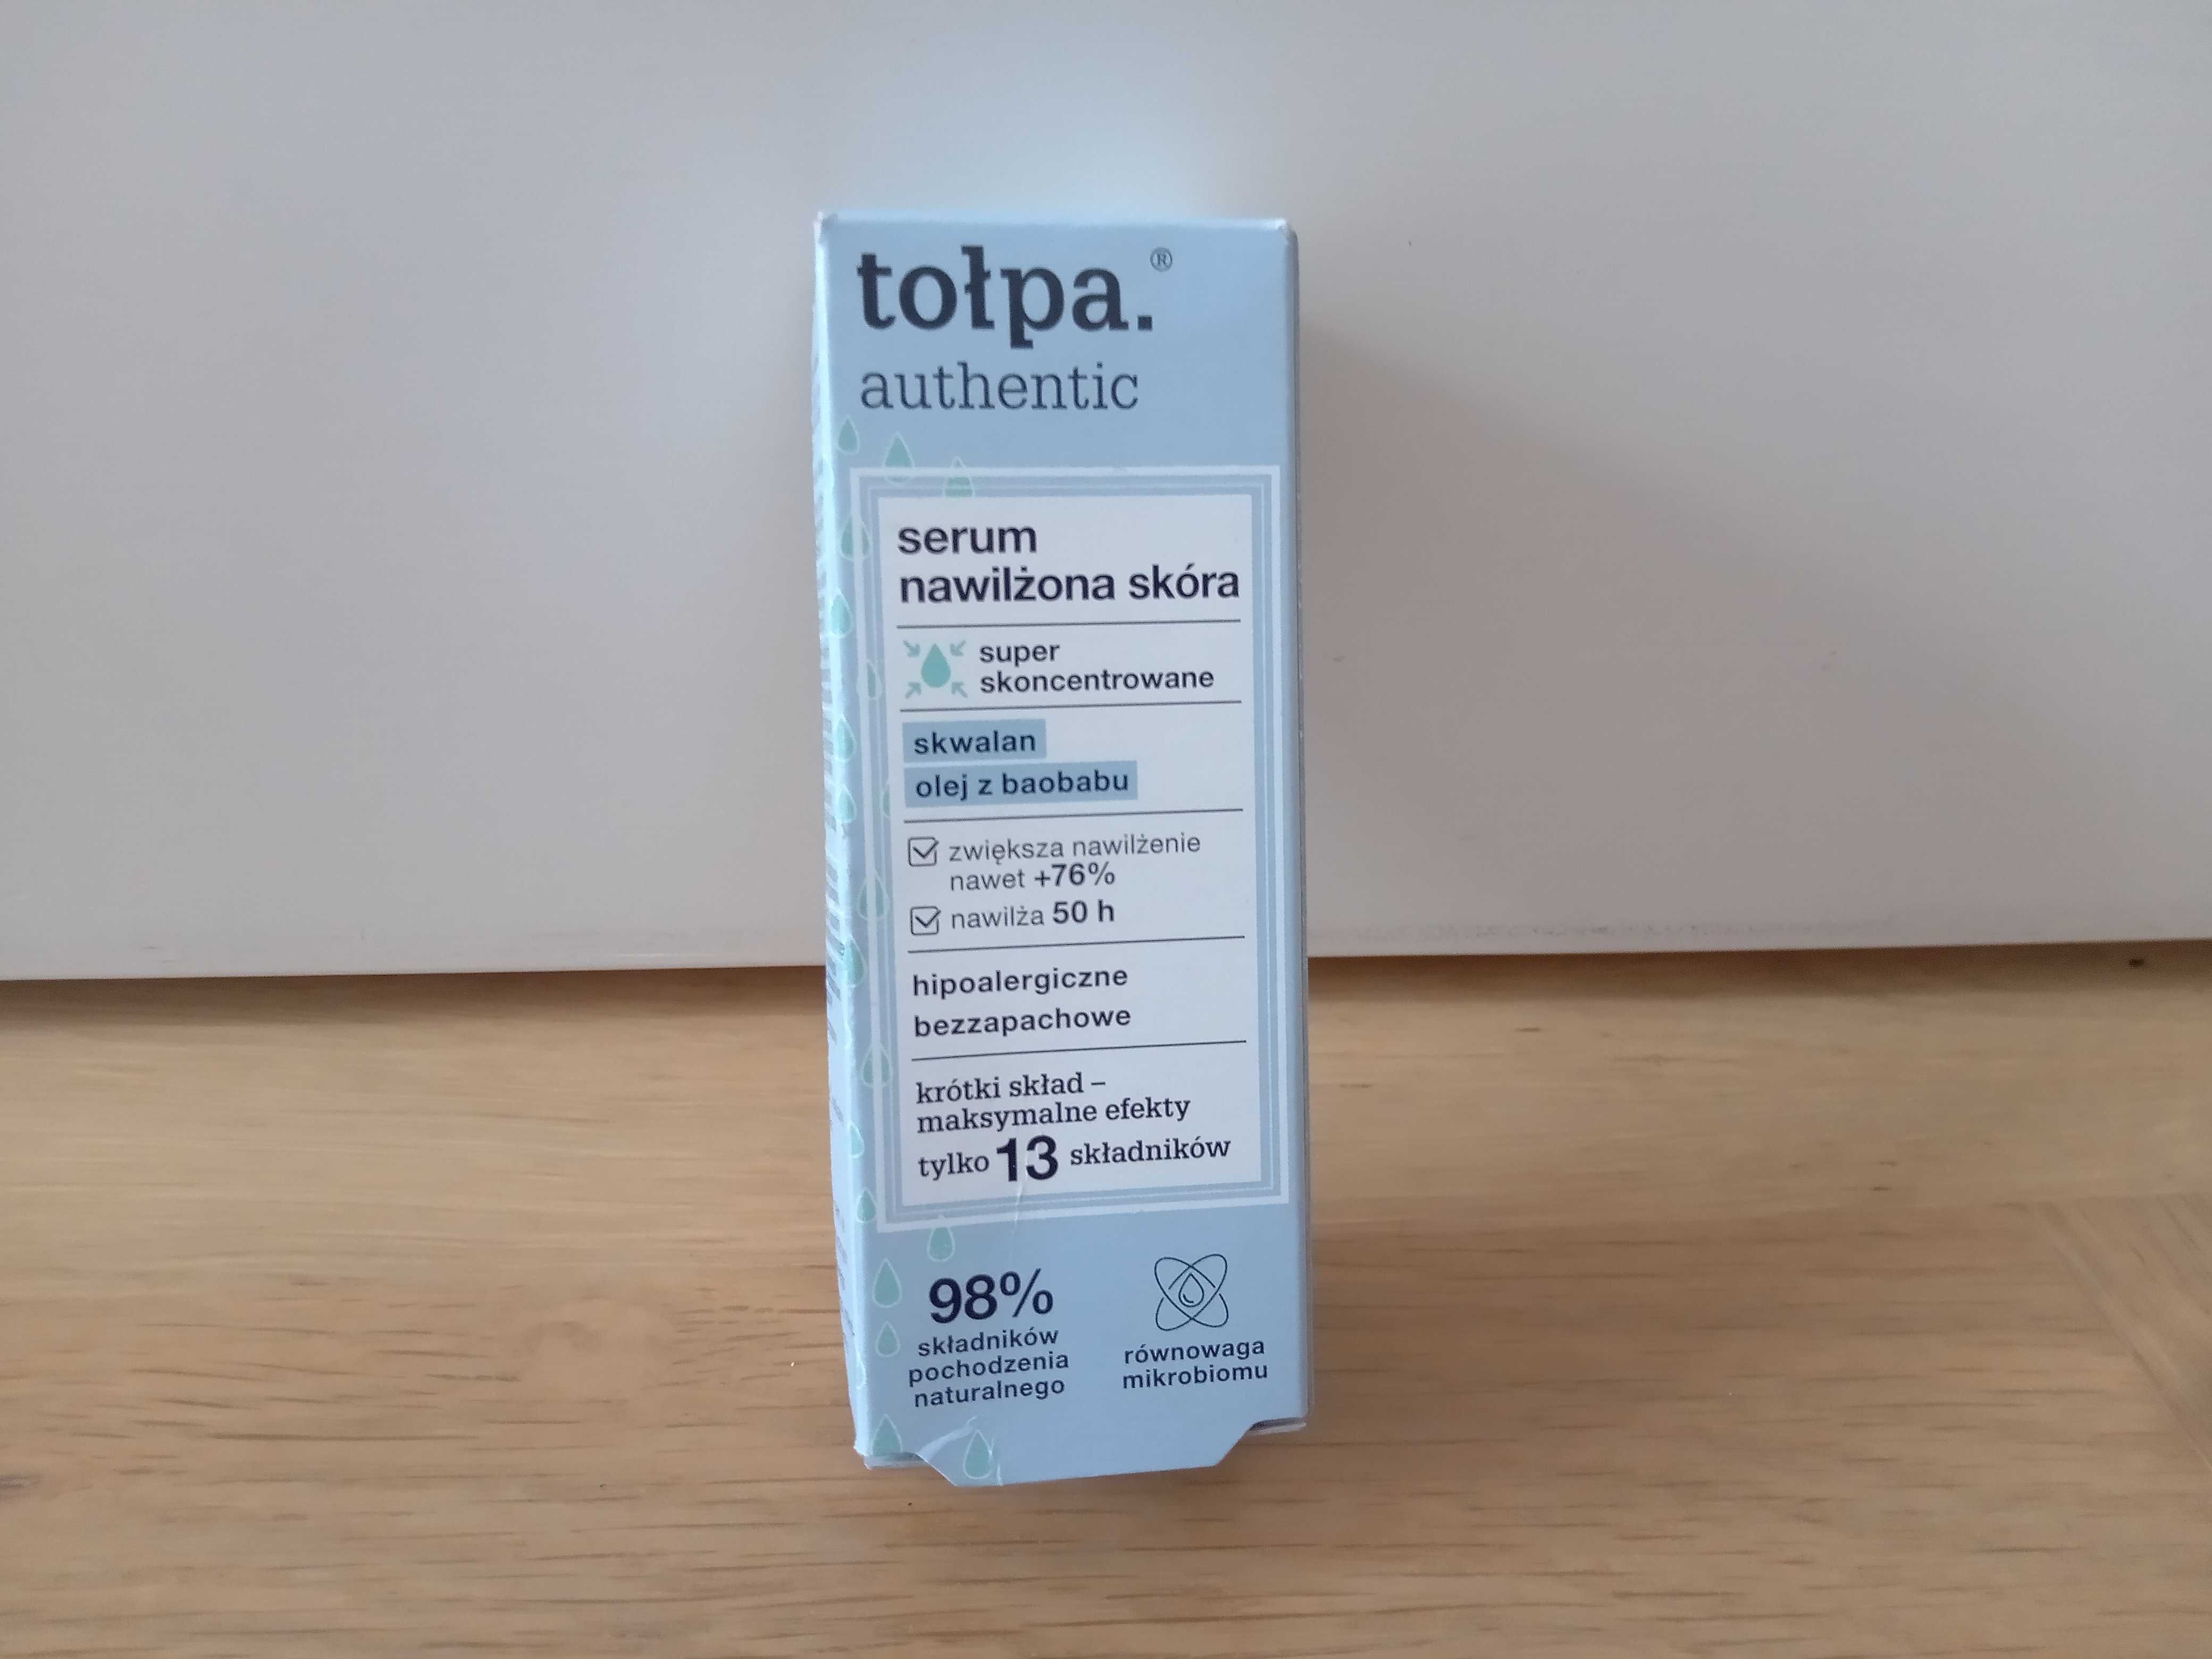 tołpa.®
authentic
serum
nawilżona skóra
super
skoncentrowane
skwalan
olej z baobabu
zwiększa nawilżenie
nawet +76%
nawilża 50 h
hipoalergiczne
bezzapachowe
krótki skład –
maksymalne efekty
tylko 13 składników
98%
składników
pochodzenia
naturalnego
równowaga
mikrobiomu